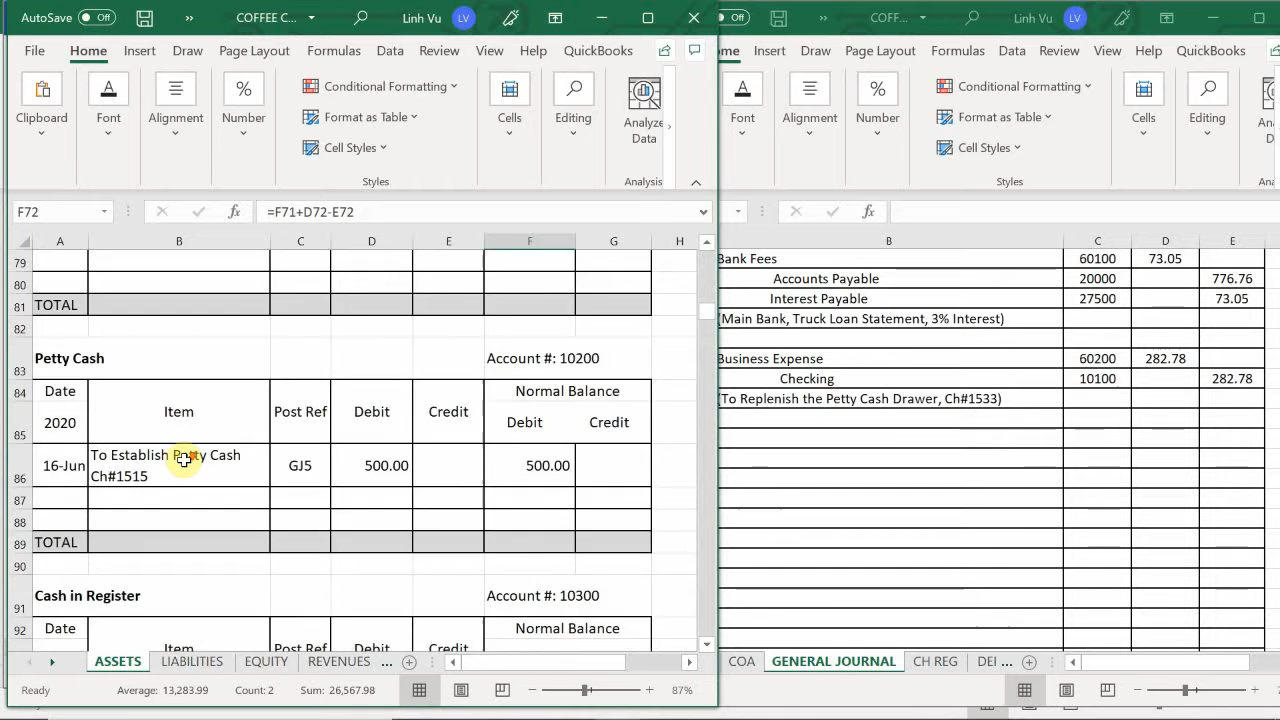 AutoSave Off » COFFEE C... Linh Vu LV
File Home Insert Draw Page Layout Formulas Data Review View Help QuickBooks
Clipboard
Font
Alignment
%
Number
Conditional Formatting
Format as Table
Cell Styles
Styles
Cells
Editing
Analyze
Data
Analysis
F72 fx =F71+D72-E72
A B C D E F G H
79
80
81 TOTAL
82
83 Petty Cash Account #: 10200
84 Date Normal Balance
Item Post Ref Debit Credit
85 2020 Debit Credit
86 16-Jun To Establish Petty Cash
Ch#1515 GJ5 500.00 500.00
87
88
89 TOTAL
90
91 Cash in Register Account #: 10300
92 Date Normal Balance
Item Post Ref Debit Credit
ASSETS LIABILITIES EQUITY REVENUES ...
Ready Average: 13,283.99 Count: 2 Sum: 26,567.98 87%
Off » COFF... Linh Vu LV
me Insert Draw Page Layout Formulas Data Review View Help QuickBooks
Font
Alignment
%
Number
Conditional Formatting
Format as Table
Cell Styles
Styles
Cells
Editing
fx
B C D E
Bank Fees 60100 73.05
Accounts Payable 20000 776.76
Interest Payable 27500 73.05
(Main Bank, Truck Loan Statement, 3% Interest)
Business Expense 60200 282.78
Checking 10100 282.78
(To Replenish the Petty Cash Drawer, Ch#1533)
COA GENERAL JOURNAL CH REG DEI ...